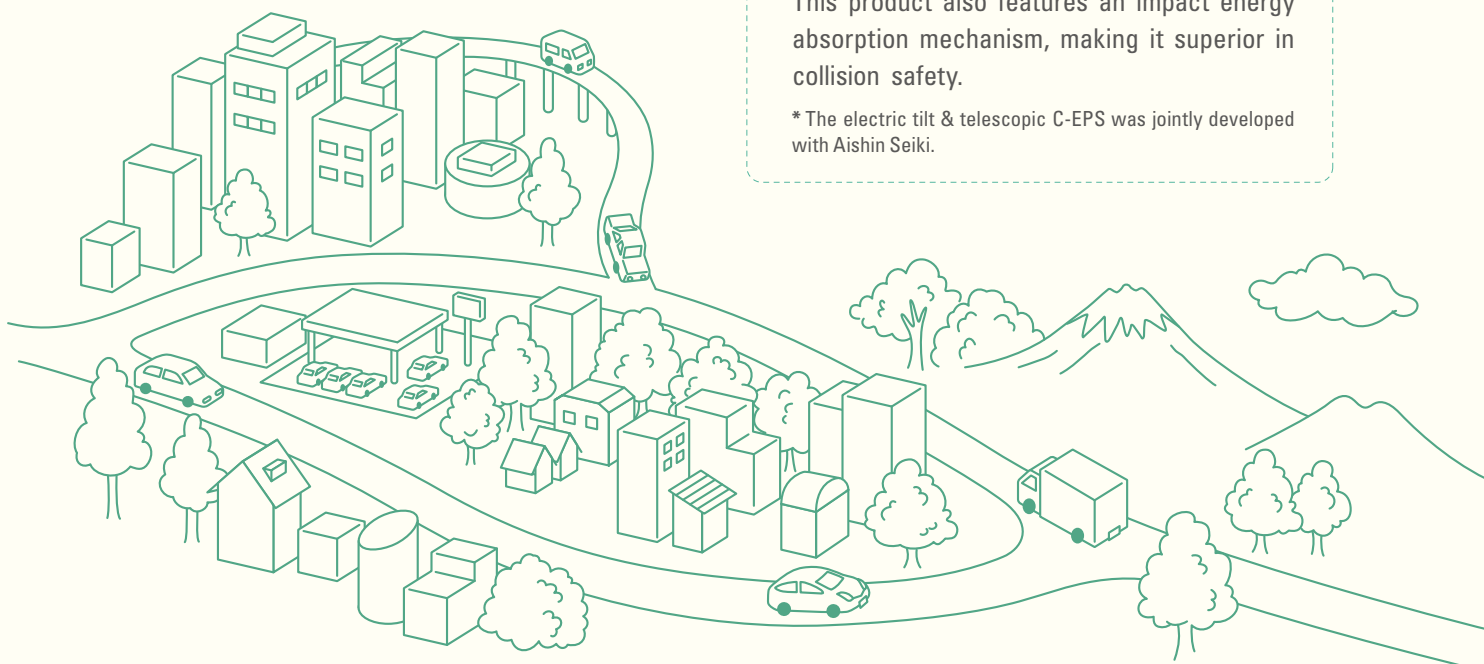 This product also features an impact energy
absorption mechanism, making it superior in
collision safety.
* The electric tilt & telescopic C-EPS was jointly developed
with Aishin Seiki.